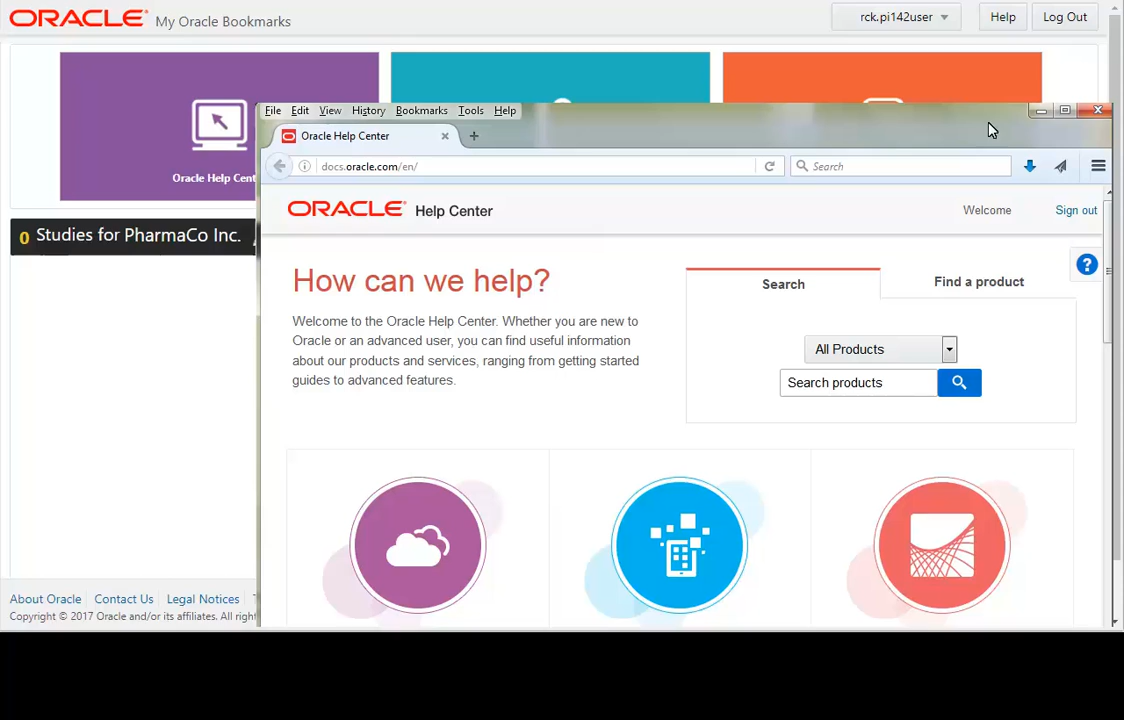 ORACLE My Oracle Bookmarks
rck.pi142user
Help
Log Out
Oracle Help Cent
0 Studies for PharmaCo Inc.
About Oracle Contact Us Legal Notices
Copyright © 2017 Oracle and/or its affiliates. All righ
File Edit View History Bookmarks Tools Help
Oracle Help Center
docs.oracle.com/en/
Search
ORACLE Help Center
Welcome
Sign out
How can we help?
Welcome to the Oracle Help Center. Whether you are new to
Oracle or an advanced user, you can find useful information
about our products and services, ranging from getting started
guides to advanced features.
Search
Find a product
All Products
Search products